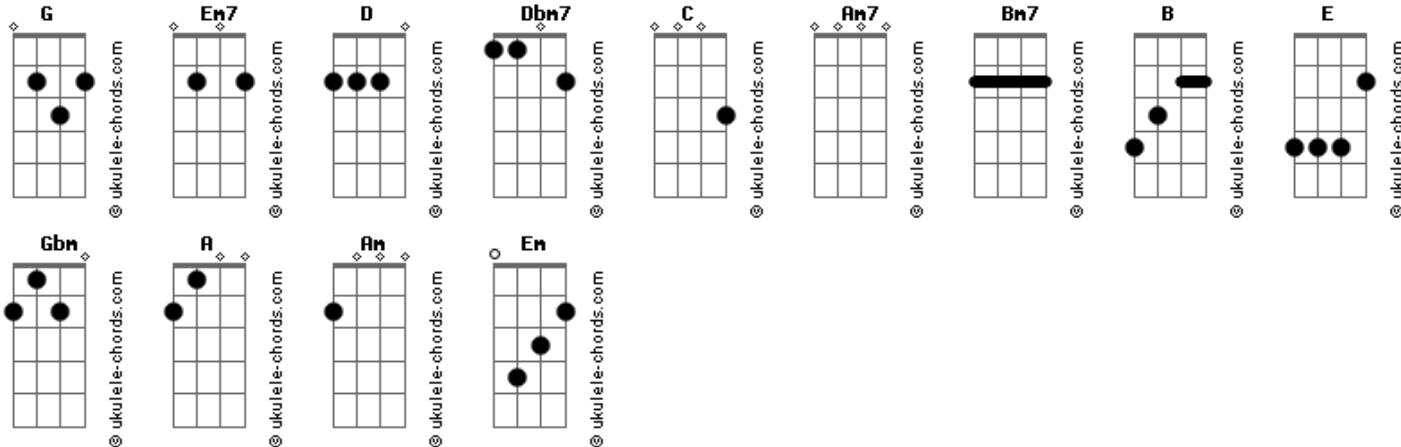 G Em7 D Dbm7 C Am7 Bm7 B E
© ukulele-chords.com © ukulele-chords.com © ukulele-chords.com © ukulele-chords.com © ukulele-chords.com © ukulele-chords.com © ukulele-chords.com © ukulele-chords.com © ukulele-chords.com
Gbm A Am Em
© ukulele-chords.com © ukulele-chords.com © ukulele-chords.com © ukulele-chords.com